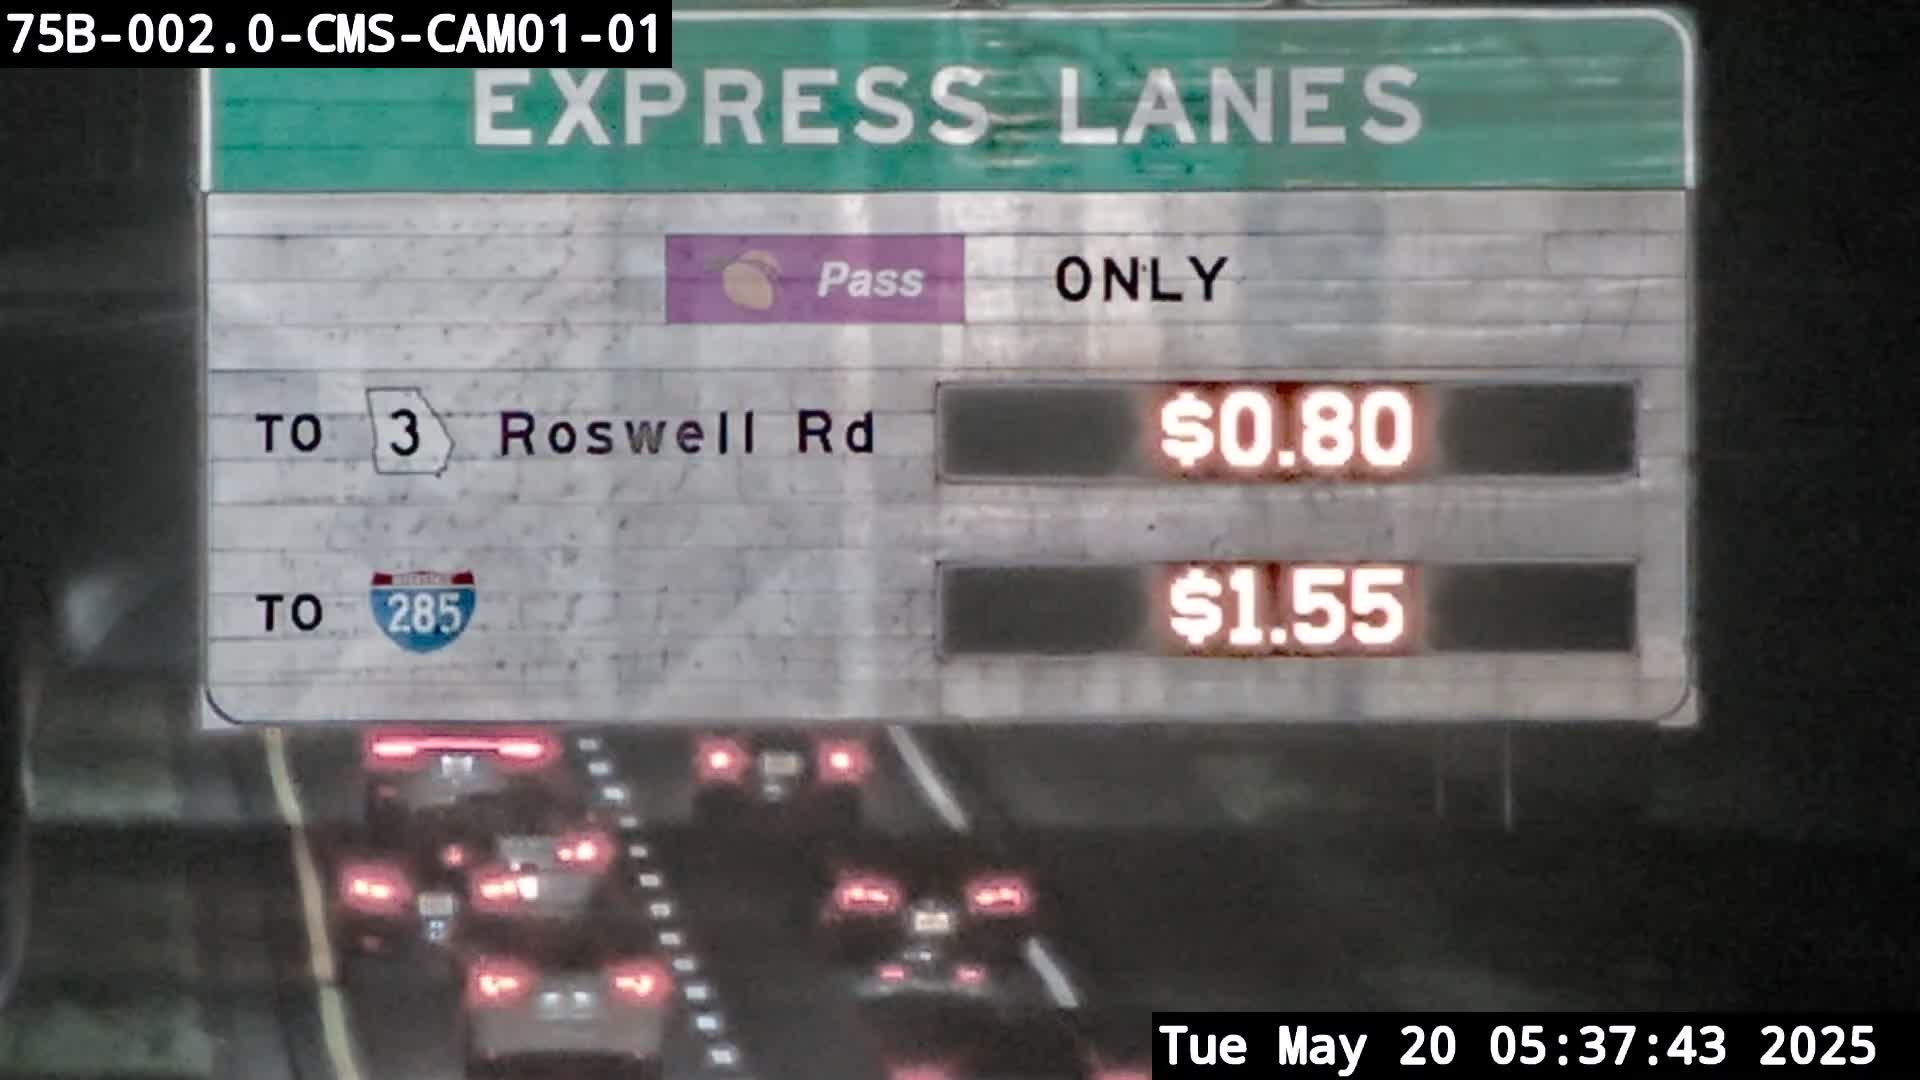 75B-002.0-CMS-CAM01-01
EXPRESS LANES
Pass ONLY
TO 3 Roswell Rd $0.80
TO 285 $1.55
Tue May 20 05:37:43 2025